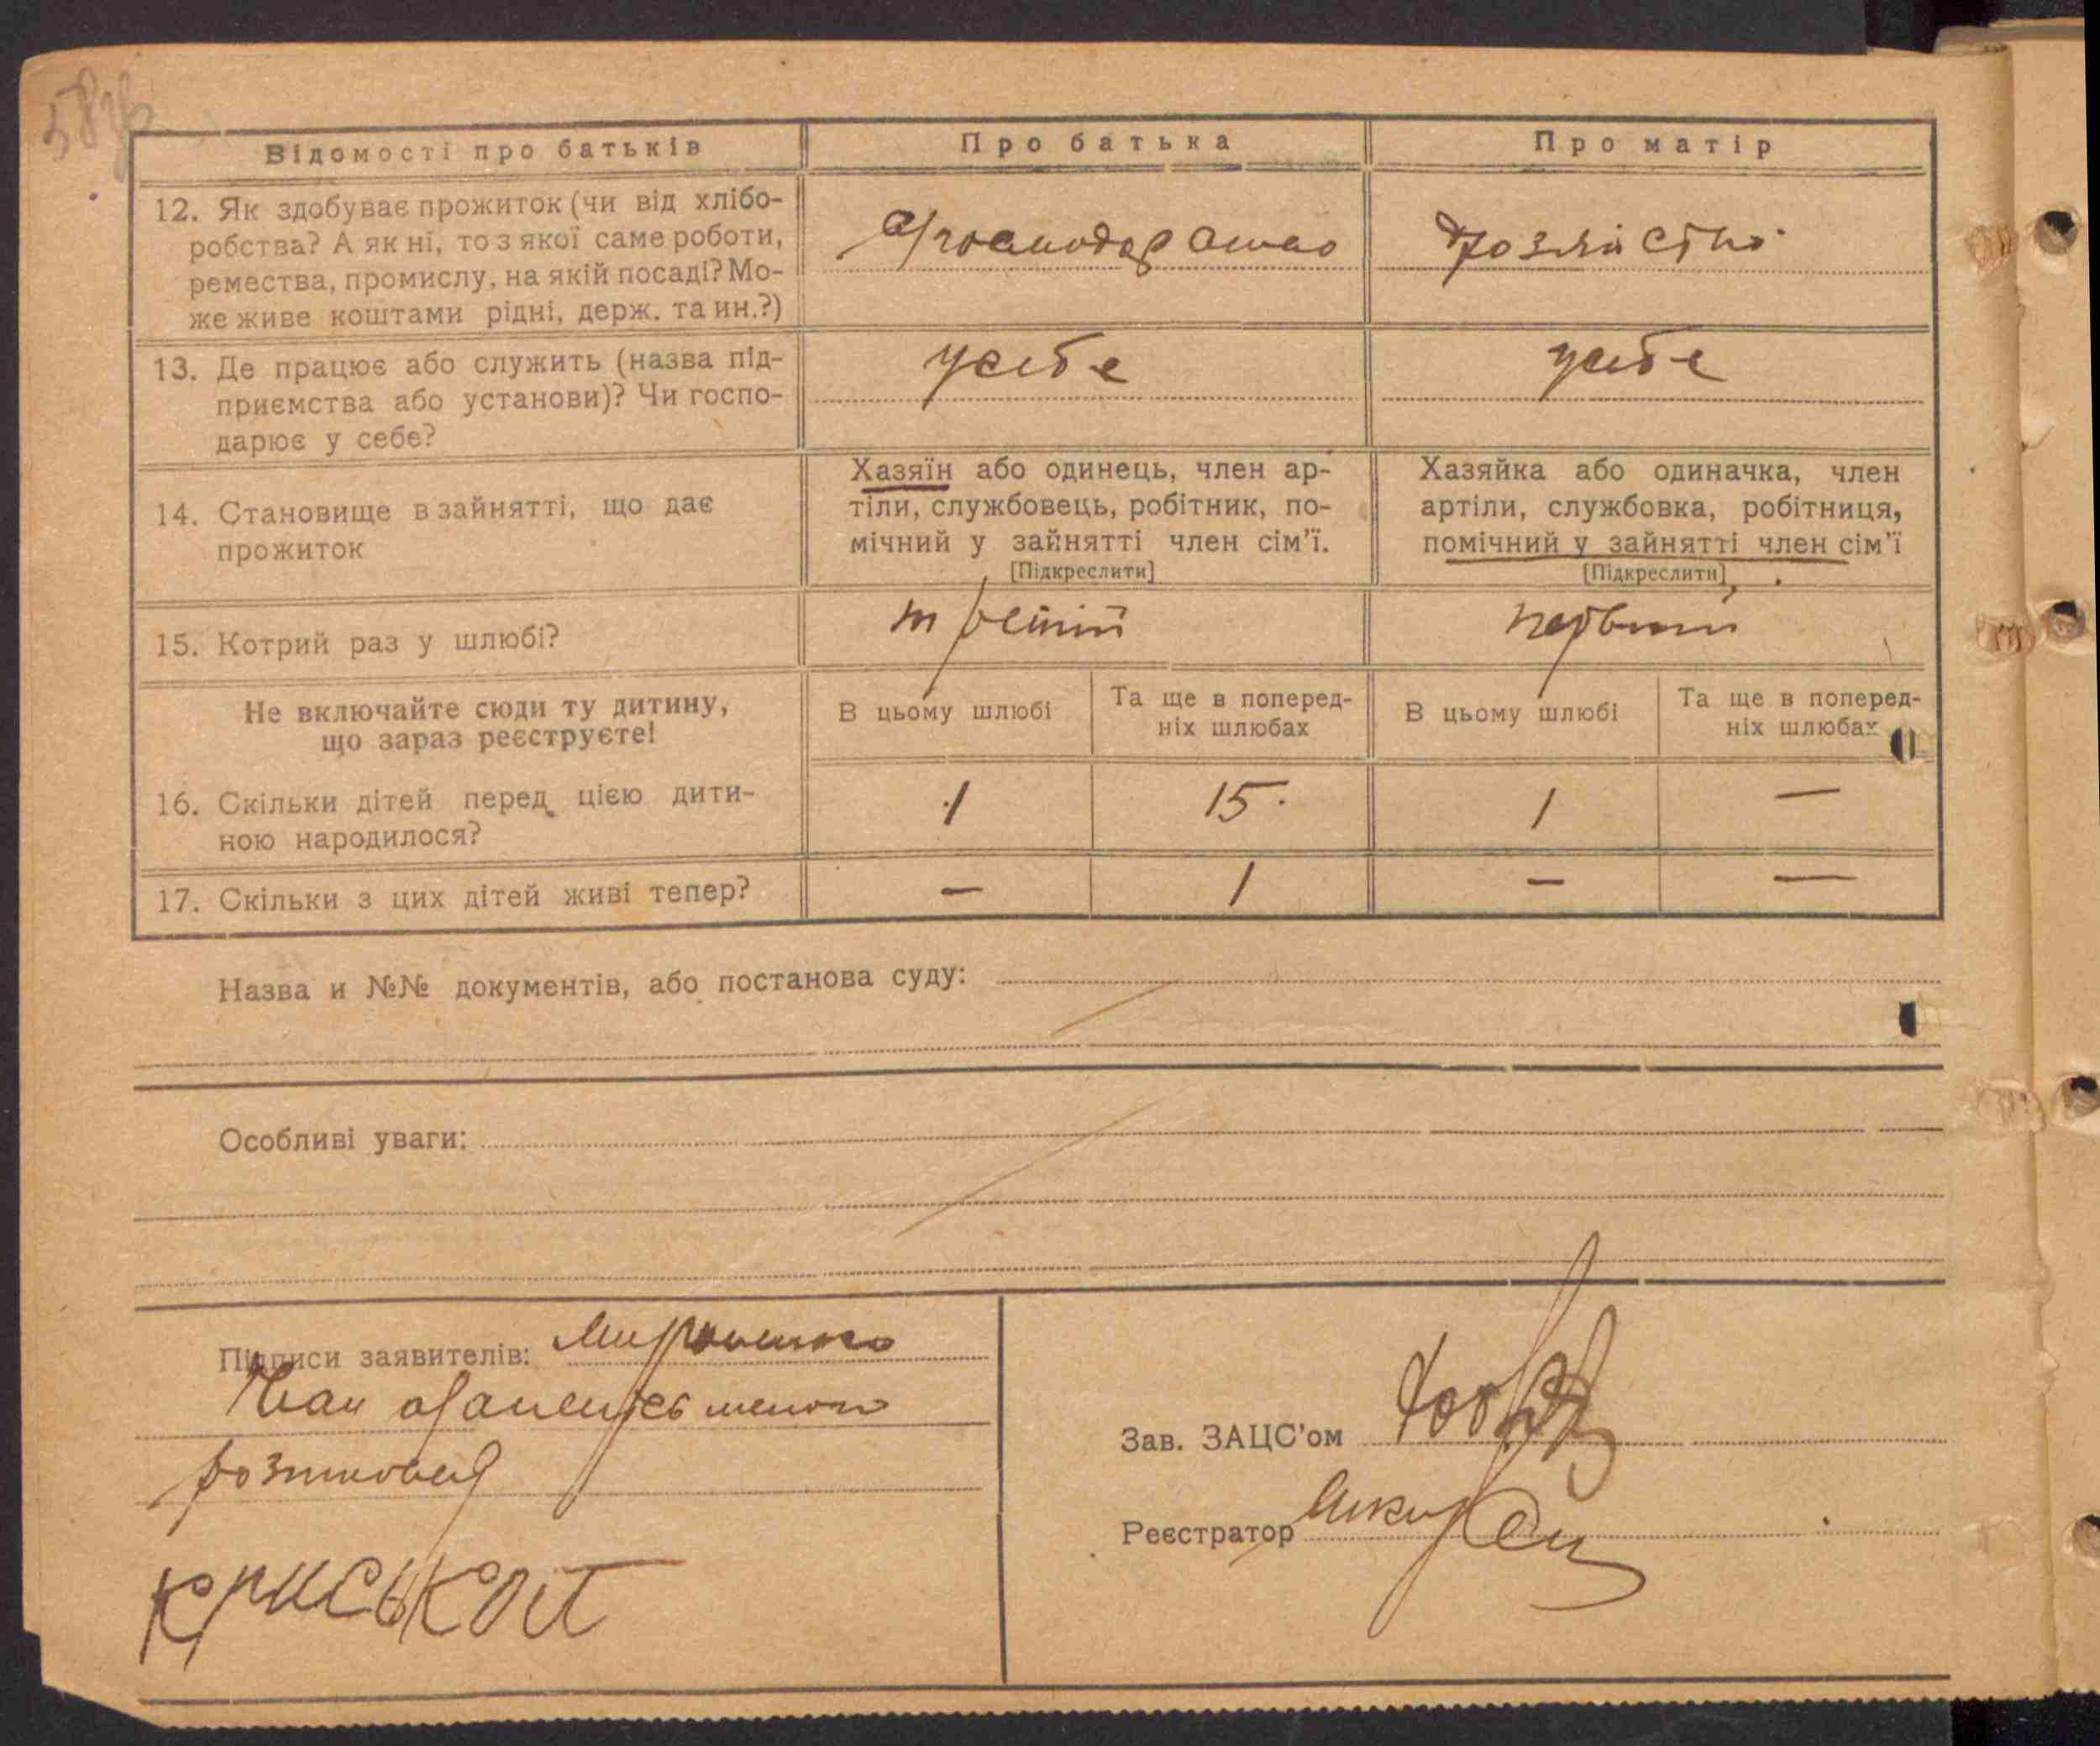 Відомості про батьків
Про батька
Про матір
12. Як здобуває прожиток (чи від хлібо-
робства? А як ні, то з якої саме роботи,
ремества, промислу, на якій посаді? Мо-
же живе коштами рідні, держ. та ин.?)
13. Де працює або служить (назва під-
приємства або установи)? Чи госпо-
дарює у себе?
усебе
усебе
14. Становище в зайнятті, що дає
прожиток
Хазяїн або одинець, член ар-
тіли, службовець, робітник, по-
мічний у зайнятті член сім'ї.
[Підкреслити]
Хазяйка або одиначка, член
артіли, службовка, робітниця,
помічний у зайнятті член сім'ї
[Підкреслити]
15. Котрий раз у шлюбі?
третій
первий
Не включайте сюди ту дитину,
що зараз реєструєте!
В цьому шлюбі
Та ще в поперед-
ніх шлюбах
В цьому шлюбі
Та ще в поперед-
ніх шлюбах
16. Скільки дітей перед цією дити-
ною народилося?
1
15.
1
—
17. Скільки з цих дітей живі тепер?
—
1
—
—
Назва и №№ документів, або постанова суду:
Особливі уваги:
Підписи заявителів:
Зав. ЗАЦС'ом
Реєстратор